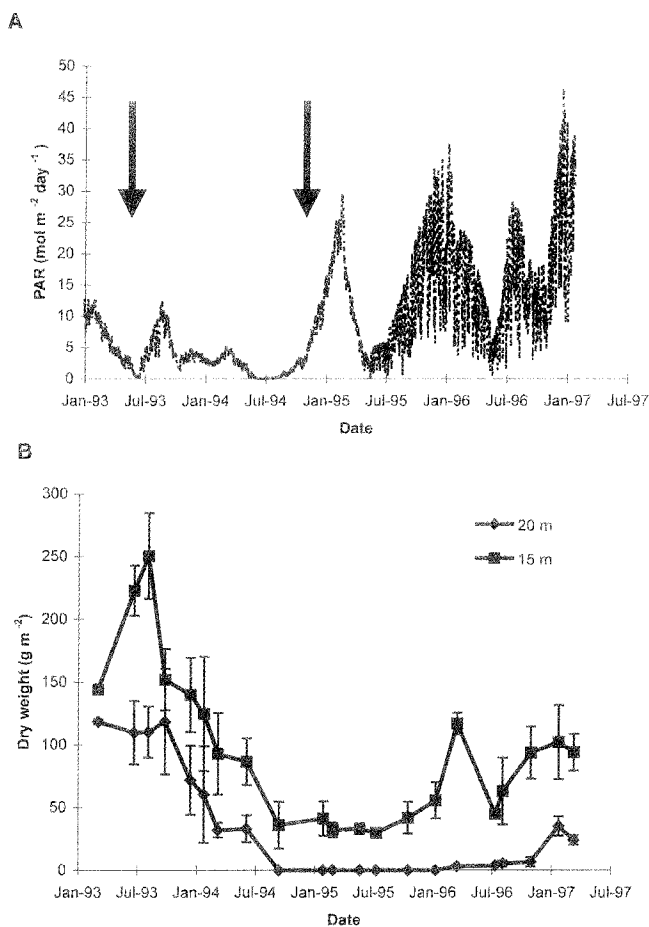 A
50
45
40
35
30
25
20
15
10
5
0
PAR (mol m -2 day -1 )
Jan-93 Jul-93 Jan-94 Jul-94 Jan-95 Jul-95 Jan-96 Jul-96 Jan-97 Jul-97
Date
B
300
250
200
150
100
50
0
Dry weight (g m -2)
20 m
15 m
Jan-93 Jul-93 Jan-94 Jul-94 Jan-95 Jul-95 Jan-96 Jul-96 Jan-97 Jul-97
Date